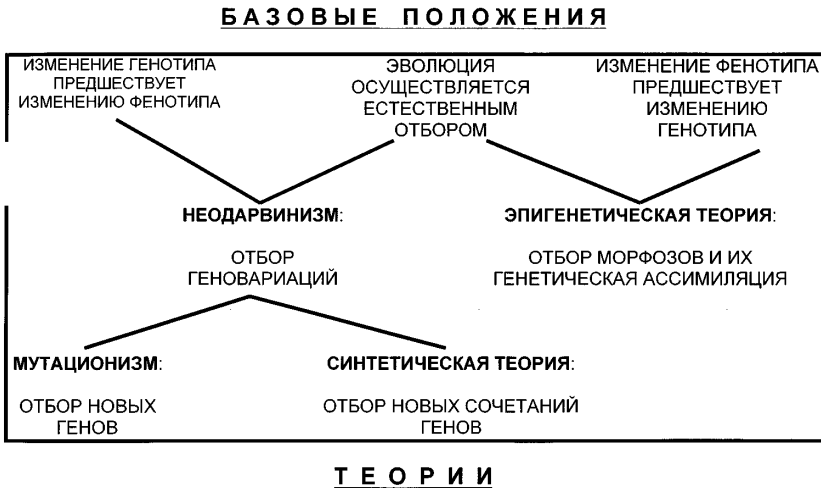 БАЗОВЫЕ ПОЛОЖЕНИЯ
ИЗМЕНЕНИЕ ГЕНОТИПА
ПРЕДШЕСТВУЕТ
ИЗМЕНЕНИЮ ФЕНОТИПА
ЭВОЛЮЦИЯ
ОСУЩЕСТВЛЯЕТСЯ
ЕСТЕСТВЕННЫМ
ОТБОРОМ
ИЗМЕНЕНИЕ ФЕНОТИПА
ПРЕДШЕСТВУЕТ
ИЗМЕНЕНИЮ
ГЕНОТИПА
НЕОДАРВИНИЗМ:
ОТБОР
ГЕНОВАРИАЦИЙ
ЭПИГЕНЕТИЧЕСКАЯ ТЕОРИЯ:
ОТБОР МОРФОЗОВ И ИХ
ГЕНЕТИЧЕСКАЯ АССИМИЛЯЦИЯ
МУТАЦИОНИЗМ:
ОТБОР НОВЫХ
ГЕНОВ
СИНТЕТИЧЕСКАЯ ТЕОРИЯ:
ОТБОР НОВЫХ СОЧЕТАНИЙ
ГЕНОВ
ТЕОРИИ